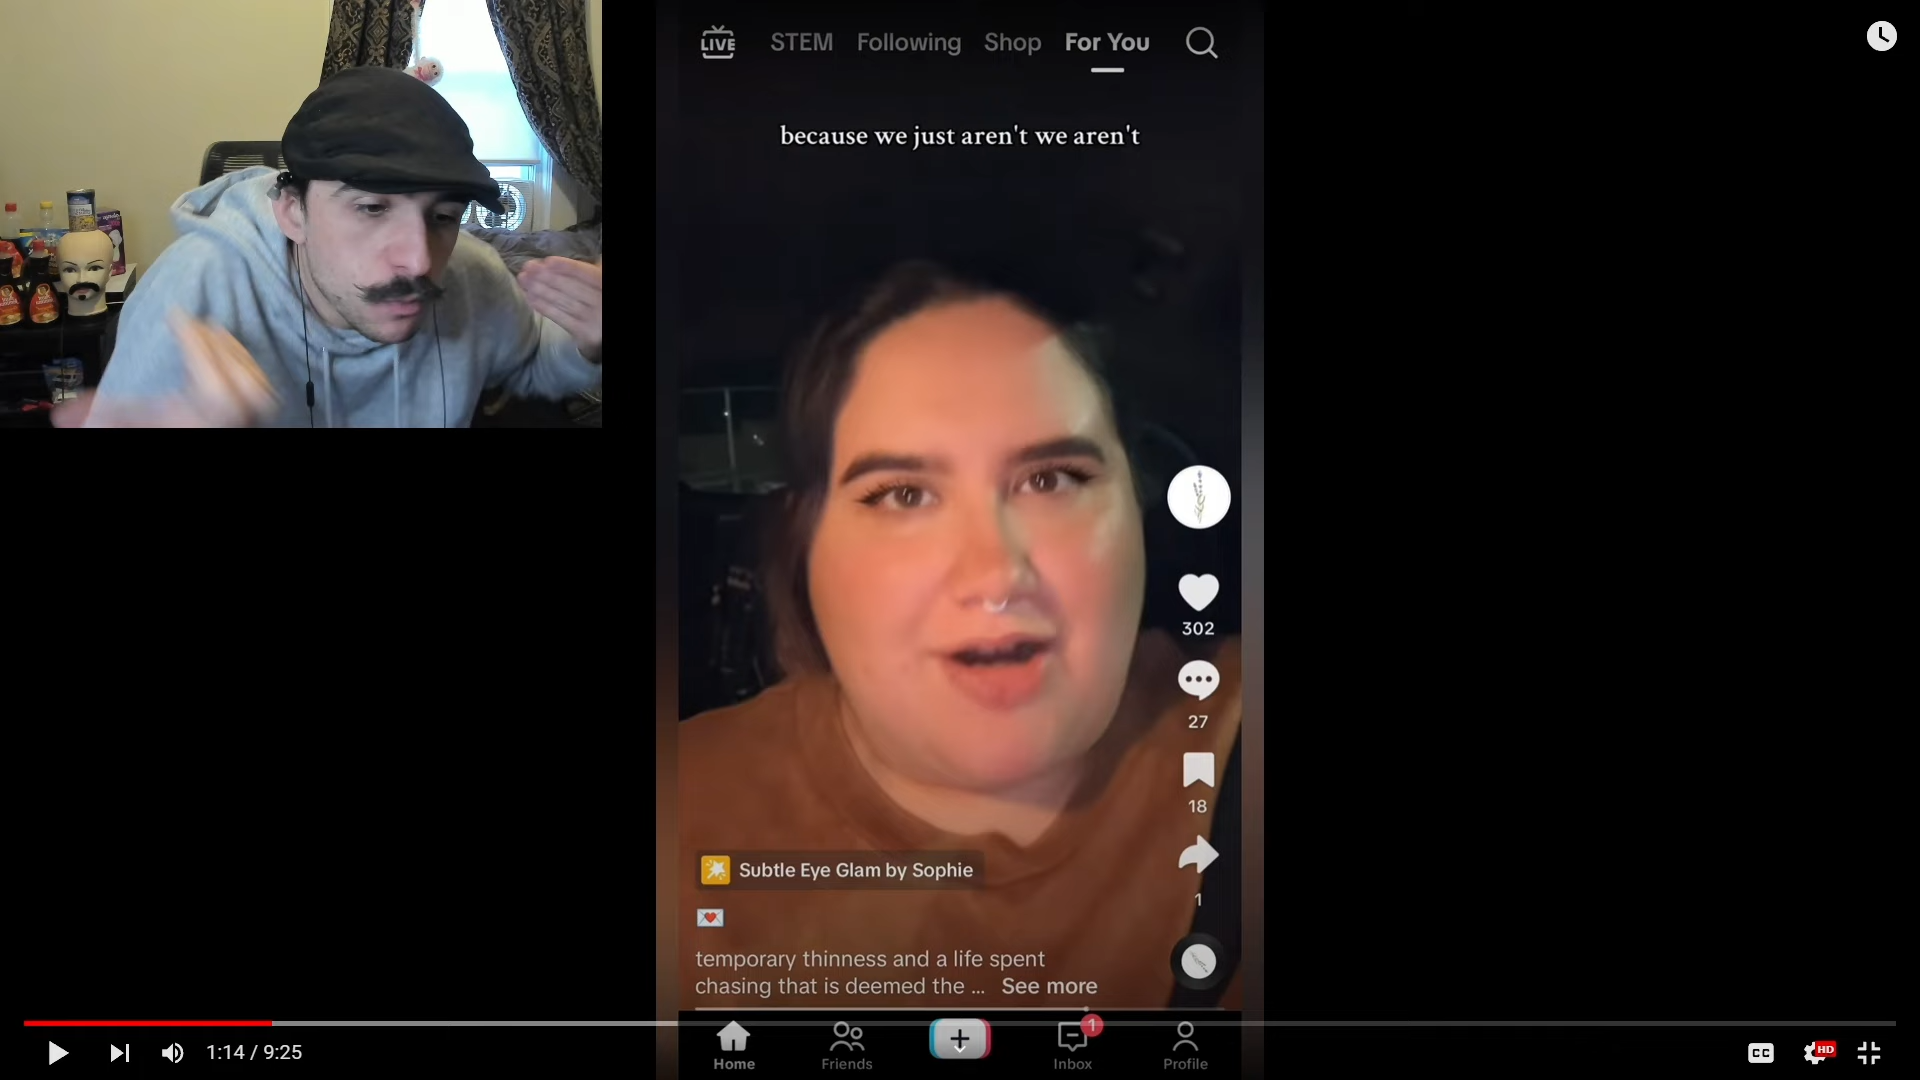 LIVE
STEM
Following
Shop
For You
because we just aren't we aren't
302
27
18
1
Subtle Eye Glam by Sophie
temporary thinness and a life spent
chasing that is deemed the ... See more
Home
Friends
1
Inbox
Profile
1:14 / 9:25
CC
HD